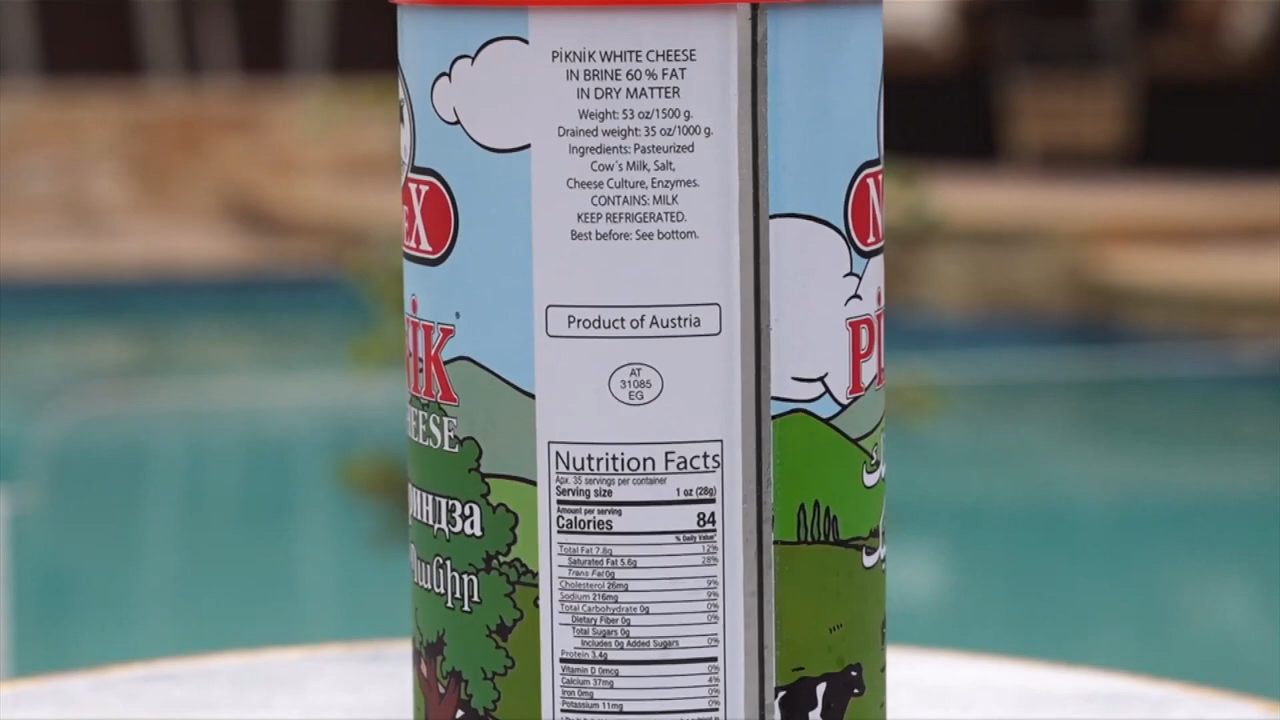 PİKNİK WHITE CHEESE
IN BRINE 60 % FAT
IN DRY MATTER
Weight: 53 oz/1500 g.
Drained weight: 35 oz/1000 g.
Ingredients: Pasteurized
Cow´s Milk, Salt,
Cheese Culture, Enzymes.
CONTAINS: MILK
KEEP REFRIGERATED.
Best before: See bottom.
Product of Austria
AT
31085
EG
Nutrition Facts
Apx. 35 servings per container
Serving size 1 oz (28g)
Amount per serving
Calories 84
% Daily Value*
Total Fat 7.8g 12%
Saturated Fat 5.6g 28%
Trans Fat 0g
Cholesterol 26mg 9%
Sodium 216mg 9%
Total Carbohydrate 0g 0%
Dietary Fiber 0g 0%
Total Sugars 0g
Includes 0g Added Sugars 0%
Protein 3.4g
Vitamin D 0mcg 0%
Calcium 37mg 4%
Iron 0mg 0%
Potassium 11mg 0%